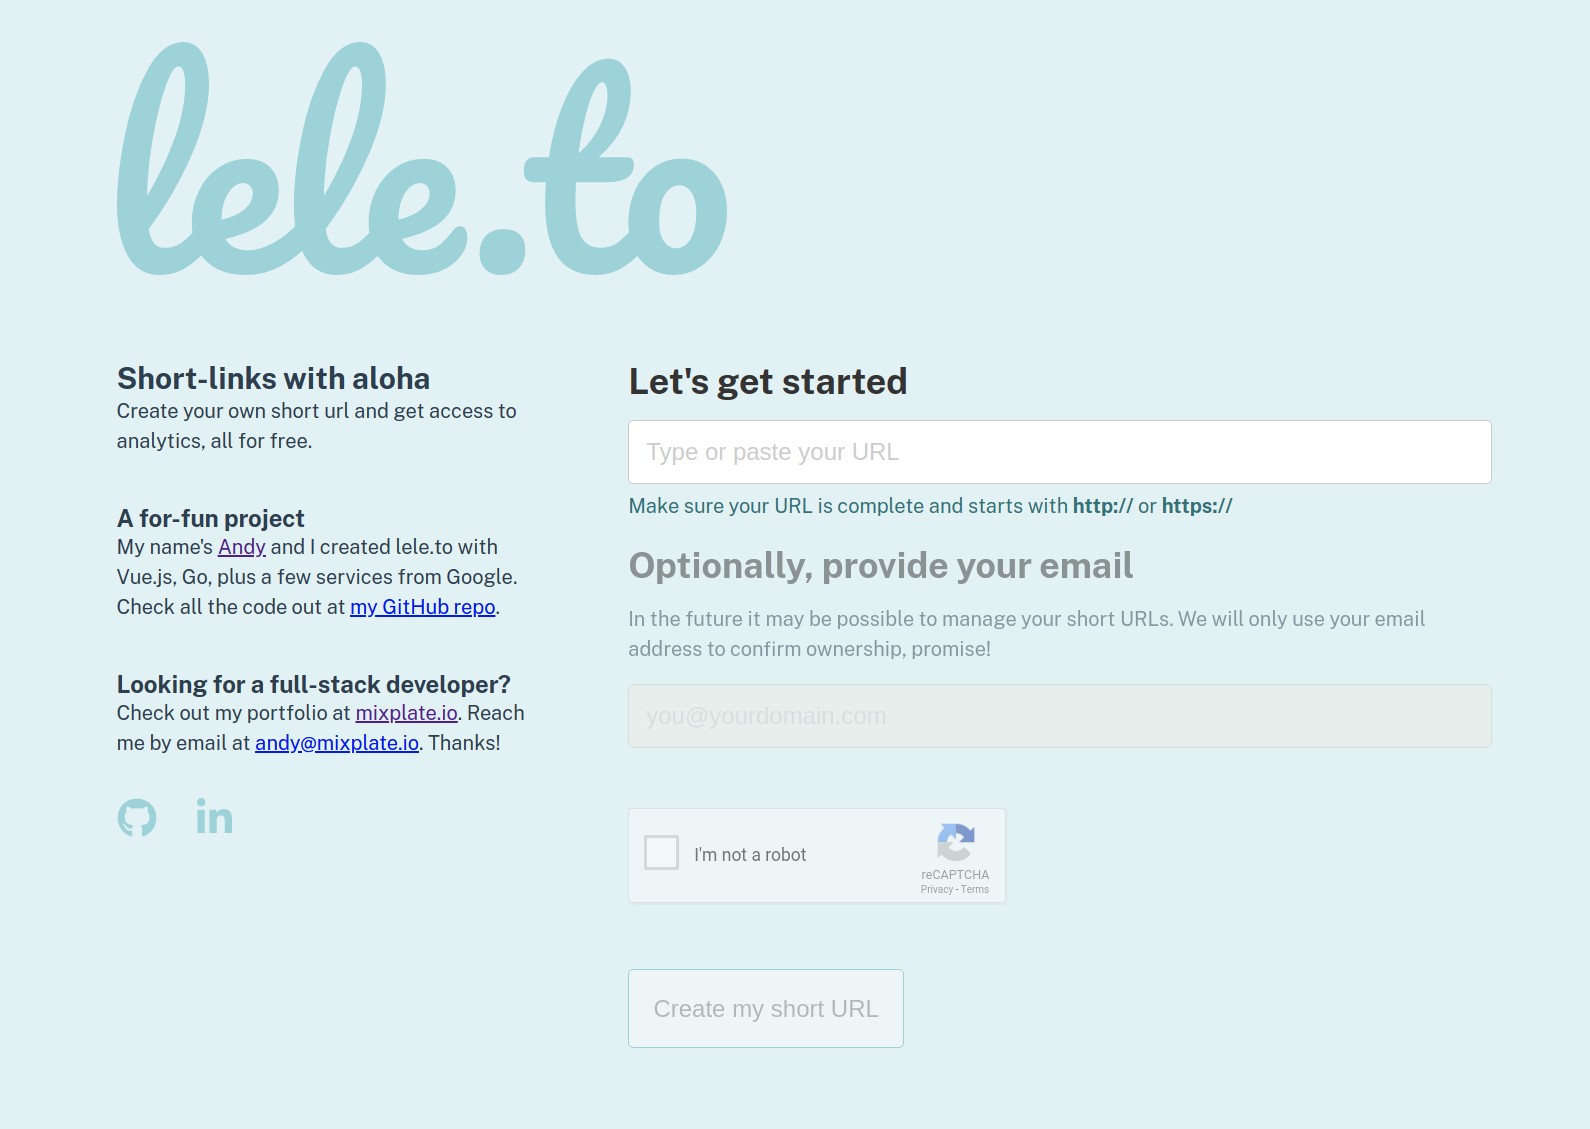 lele.to
Short-links with aloha
Create your own short url and get access to
analytics, all for free.
A for-fun project
My name's Andy and I created lele.to with
Vue.js, Go, plus a few services from Google.
Check all the code out at my GitHub repo.
Looking for a full-stack developer?
Check out my portfolio at mixplate.io. Reach
me by email at andy@mixplate.io. Thanks!
in
Let's get started
Type or paste your URL
Make sure your URL is complete and starts with http:// or https://
Optionally, provide your email
In the future it may be possible to manage your short URLs. We will only use your email
address to confirm ownership, promise!
you@yourdomain.com
I'm not a robot
reCAPTCHA
Privacy - Terms
Create my short URL